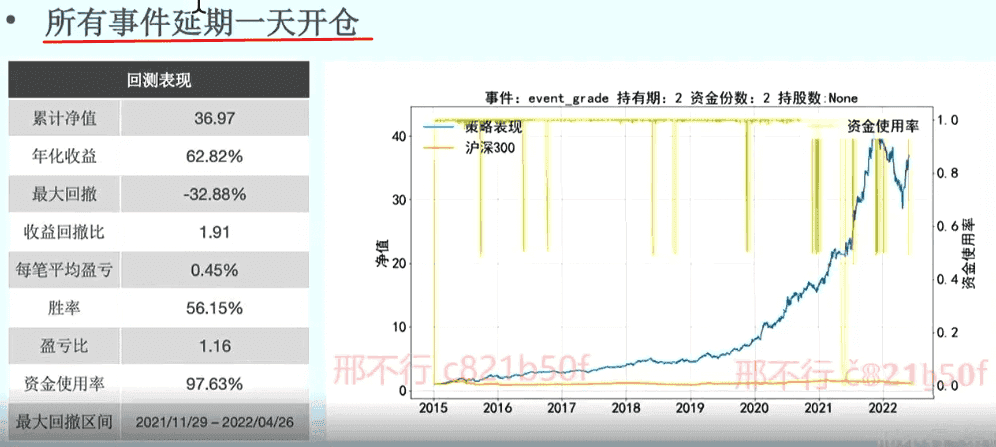 • 所有事件延期一天开仓
回测表现
累计净值 36.97
年化收益 62.82%
最大回撤 -32.88%
收益回撤比 1.91
每笔平均盈亏 0.45%
胜率 56.15%
盈亏比 1.16
资金使用率 97.63%
最大回撤区间 2021/11/29 – 2022/04/26
事件：event_grade 持有期：2 资金份数：2 持股数:None
策略表现
沪深300
资金使用率
净值
40
30
20
10
0
1.0
0.8
0.6
0.4
0.2
0.0
资金使用率
2015 2016 2017 2018 2019 2020 2021 2022
邢不行 c821b50f
邢不行 c821b50f